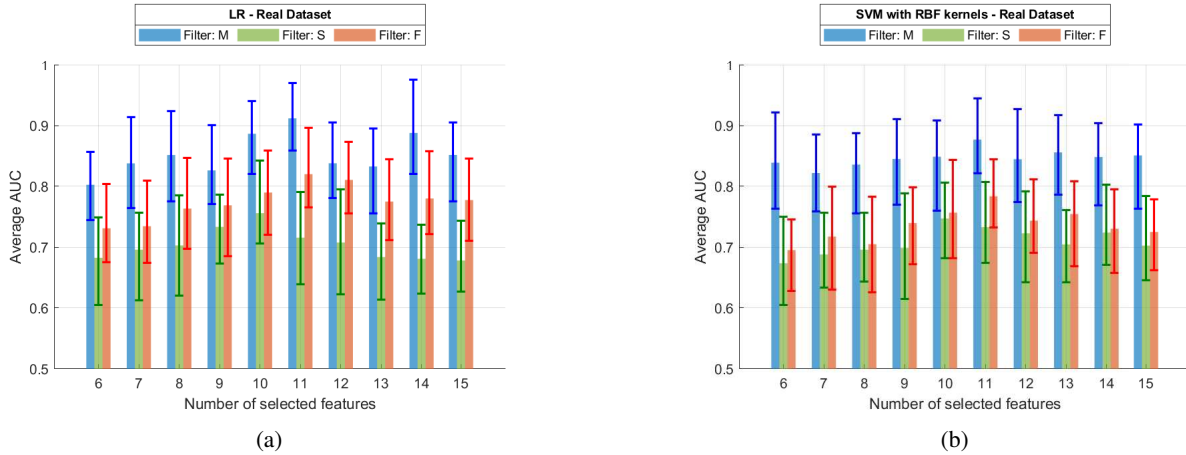 LR - Real Dataset
Filter: M Filter: S Filter: F
1
0.9
0.8
0.7
0.6
0.5
Average AUC
6 7 8 9 10 11 12 13 14 15
Number of selected features
(a)
SVM with RBF kernels - Real Dataset
Filter: M Filter: S Filter: F
1
0.9
0.8
0.7
0.6
0.5
Average AUC
6 7 8 9 10 11 12 13 14 15
Number of selected features
(b)